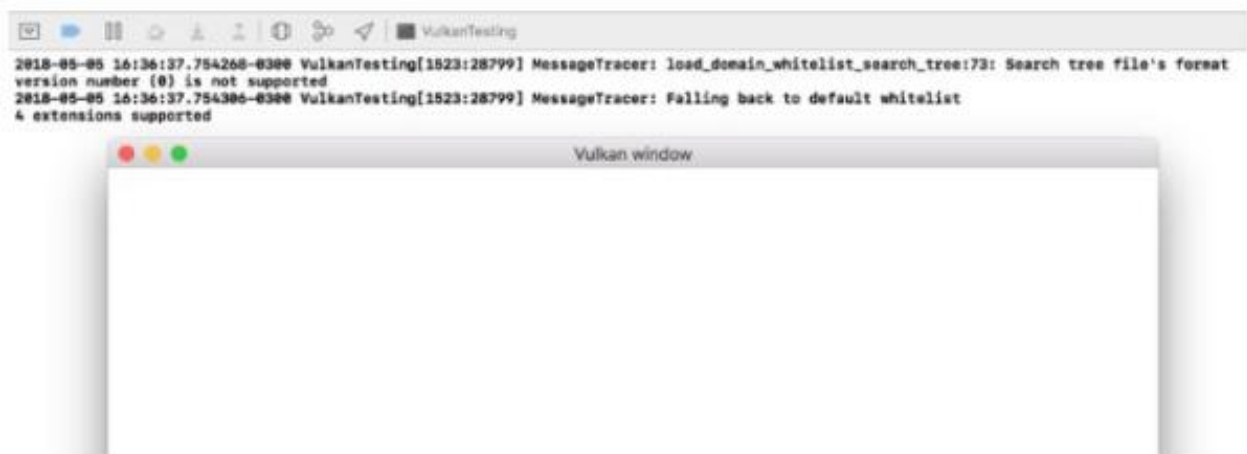 VulkanTesting
2018-05-05 16:36:37.754268-0300 VulkanTesting[1523:28799] MessageTracer: load_domain_whitelist_search_tree:73: Search tree file's format
version number (0) is not supported
2018-05-05 16:36:37.754306-0300 VulkanTesting[1523:28799] MessageTracer: Falling back to default whitelist
4 extensions supported
Vulkan window